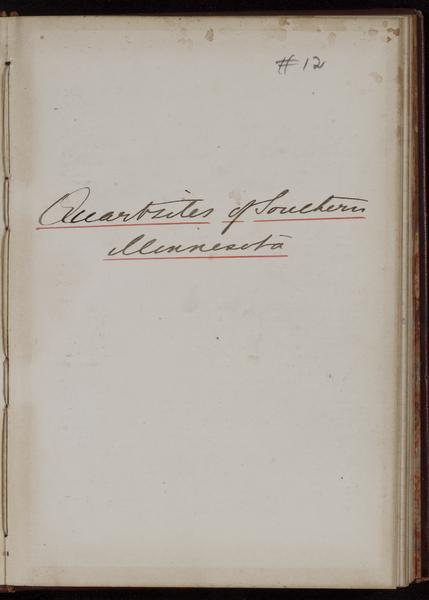 # 12
Quartzites of Southern
Minnesota